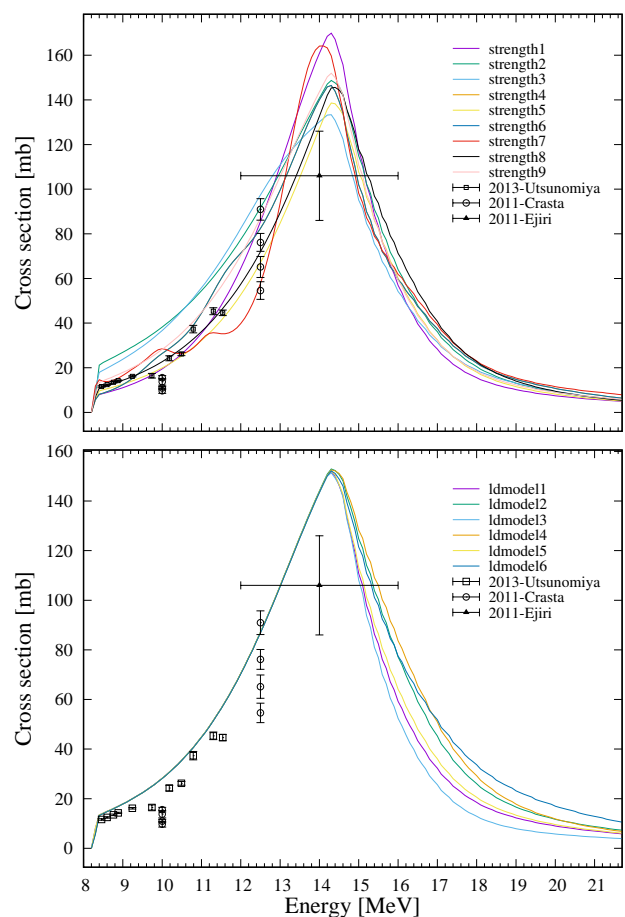 160
140
120
100
80
60
40
20
0
Cross section [mb]
strength1
strength2
strength3
strength4
strength5
strength6
strength7
strength8
strength9
2013-Utsunomiya
2011-Crasta
2011-Ejiri
160
140
120
100
80
60
40
20
0
Cross section [mb]
ldmodel1
ldmodel2
ldmodel3
ldmodel4
ldmodel5
ldmodel6
2013-Utsunomiya
2011-Crasta
2011-Ejiri
8 9 10 11 12 13 14 15 16 17 18 19 20 21
Energy [MeV]